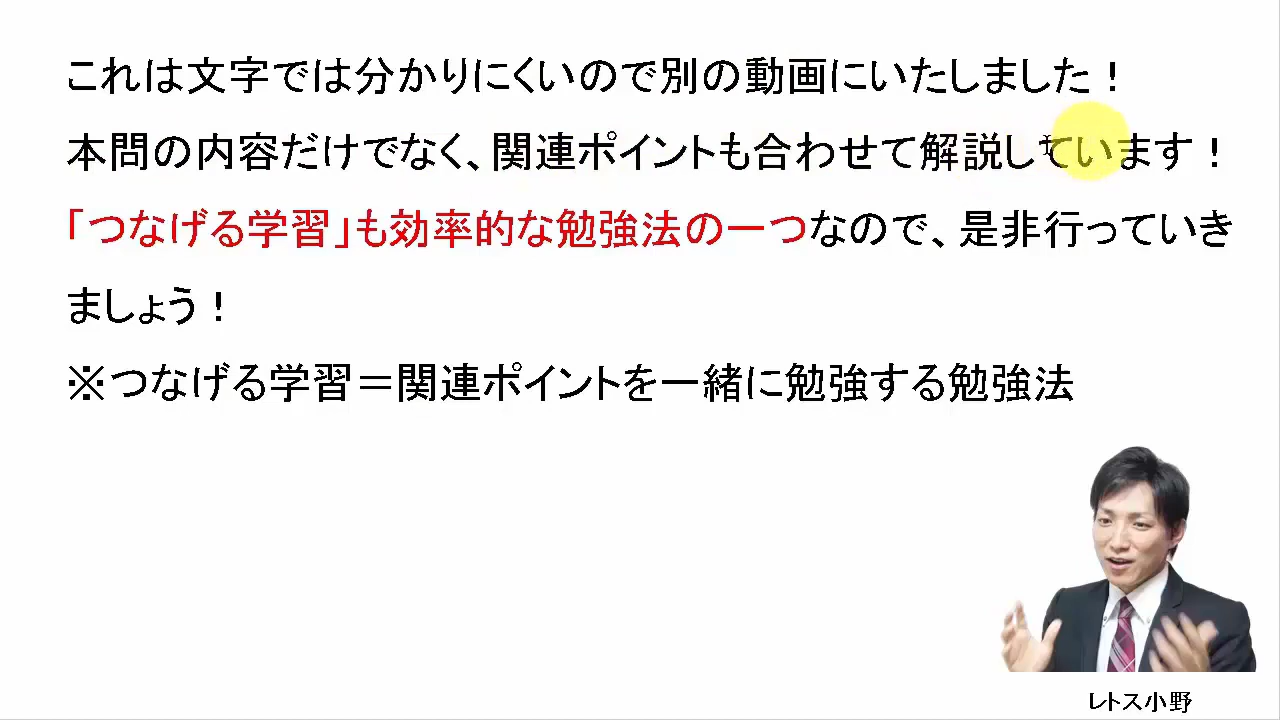 これは文字では分かりにくいので別の動画にいたしました！
本問の内容だけでなく、関連ポイントも合わせて解説しています！
「つなげる学習」も効率的な勉強法の一つなので、是非行っていき
ましょう！
※つなげる学習＝関連ポイントを一緒に勉強する勉強法
レトス小野